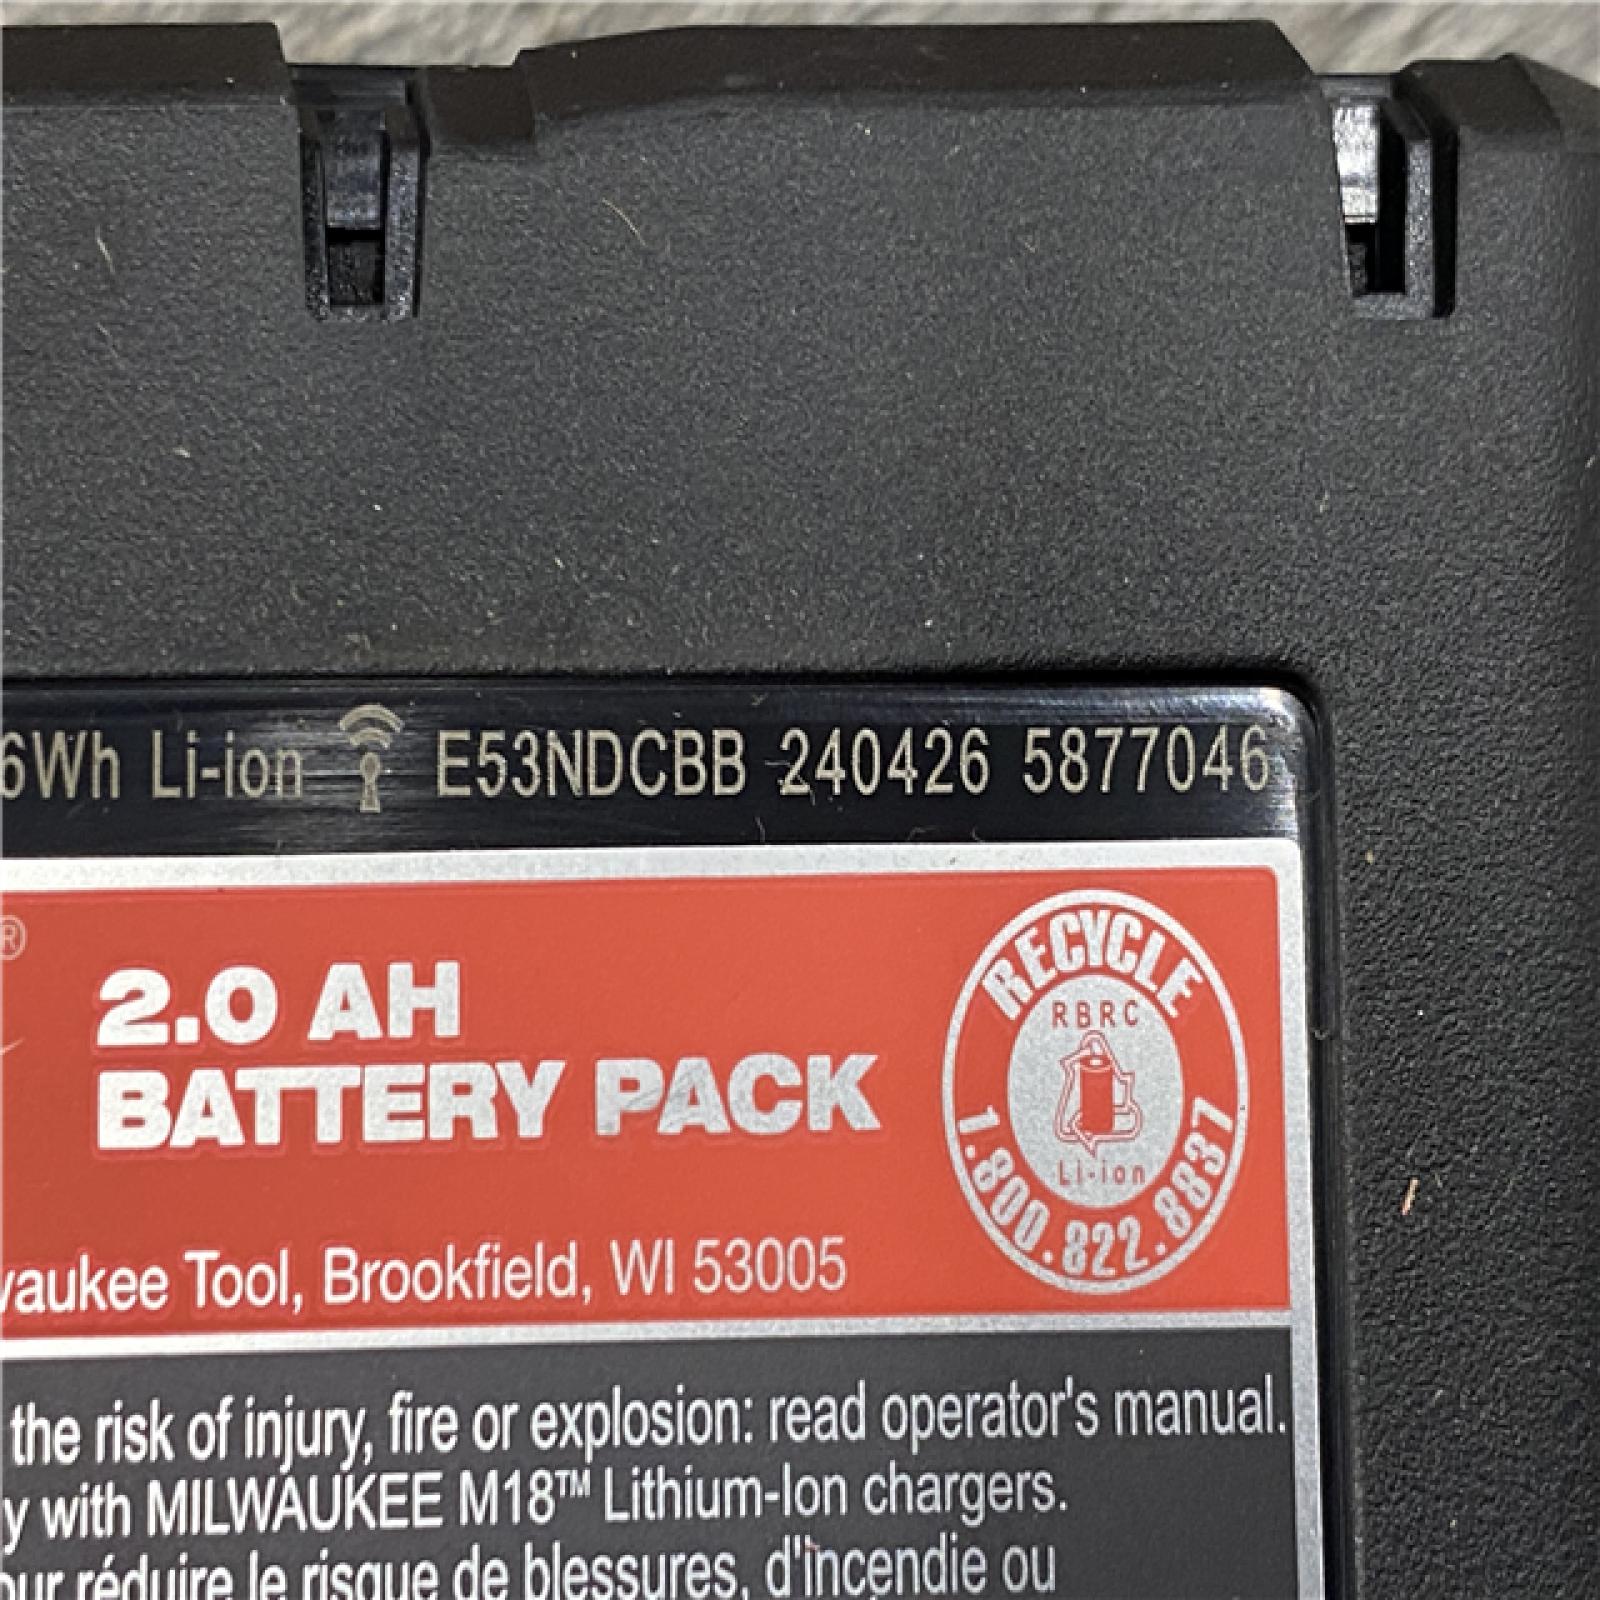 6Wh Li-ion E53NDCBB 240426 5877046
®
2.0 AH
BATTERY PACK
RECYCLE
RBRC
Li-ion
1.800.822.8837
waukee Tool, Brookfield, WI 53005
the risk of injury, fire or explosion: read operator's manual.
y with MILWAUKEE M18™ Lithium-Ion chargers.
our réduire le risque de blessures, d'incendie ou